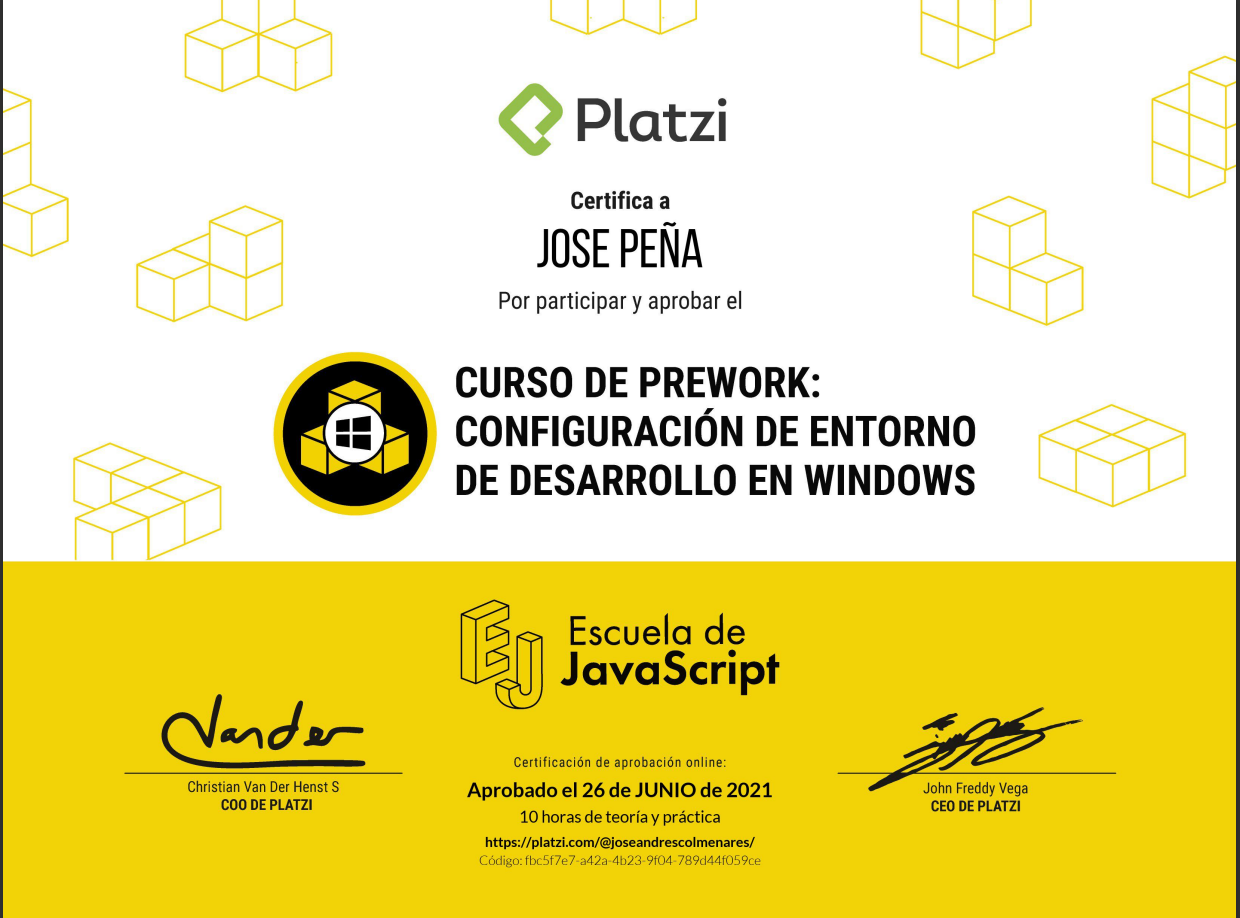 Platzi
Certifica a
JOSE PEÑA
Por participar y aprobar el
CURSO DE PREWORK:
CONFIGURACIÓN DE ENTORNO
DE DESARROLLO EN WINDOWS
EJ
Escuela de
JavaScript
Vander
Christian Van Der Henst S
COO DE PLATZI
Certificación de aprobación online:
Aprobado el 26 de JUNIO de 2021
10 horas de teoría y práctica
https://platzi.com/@joseandrescolmenares/
Código: fbc5f7e7-a42a-4b23-9f04-789d44f059ce
John Freddy Vega
CEO DE PLATZI